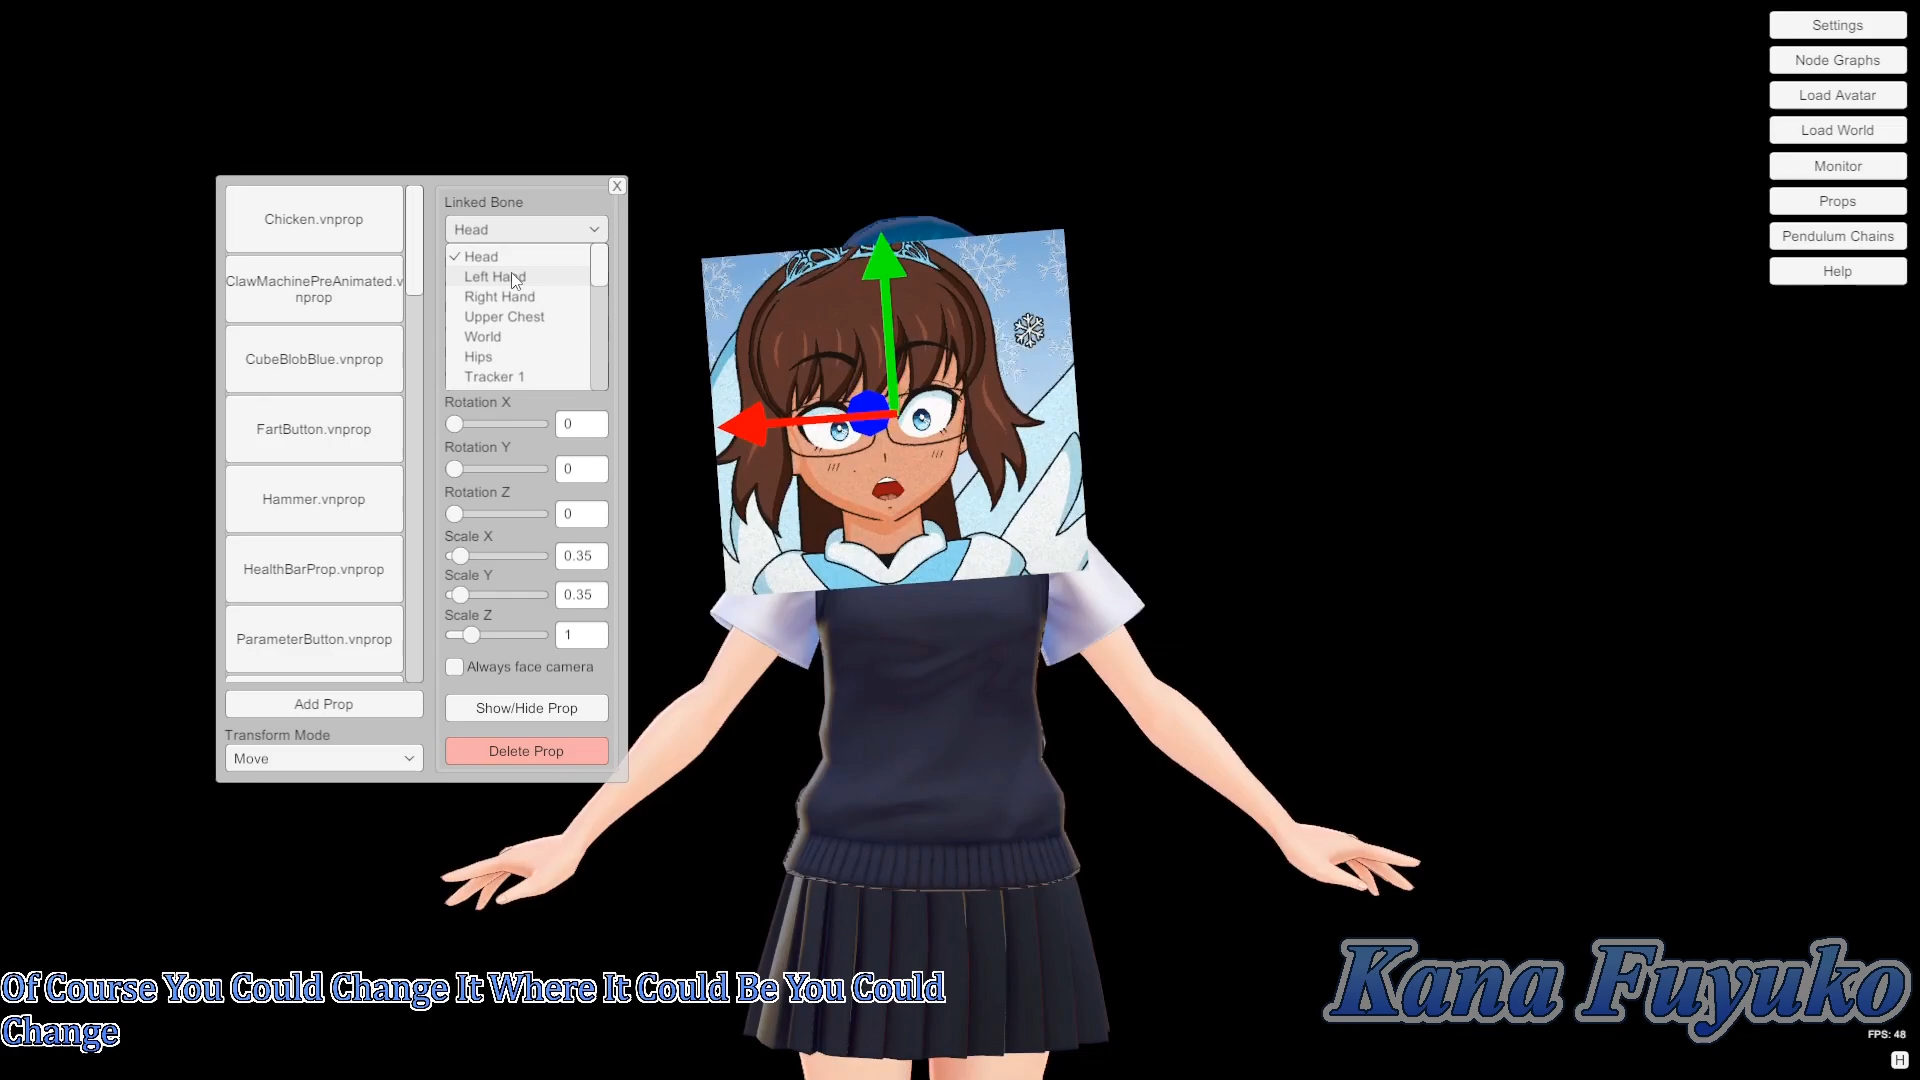 Settings
Node Graphs
Load Avatar
Load World
Monitor
Props
Pendulum Chains
Help
X
Chicken.vnprop
ClawMachinePreAnimated.v
nprop
CubeBlobBlue.vnprop
FartButton.vnprop
Hammer.vnprop
HealthBarProp.vnprop
ParameterButton.vnprop
Add Prop
Transform Mode
Move
Linked Bone
Head
Head
Left Hand
Right Hand
Upper Chest
World
Hips
Tracker 1
Rotation X
0
Rotation Y
0
Rotation Z
0
Scale X
0.35
Scale Y
0.35
Scale Z
1
Always face camera
Show/Hide Prop
Delete Prop
Of Course You Could Change It Where It Could Be You Could
Change
Kana Fuyuko
FPS: 48
H